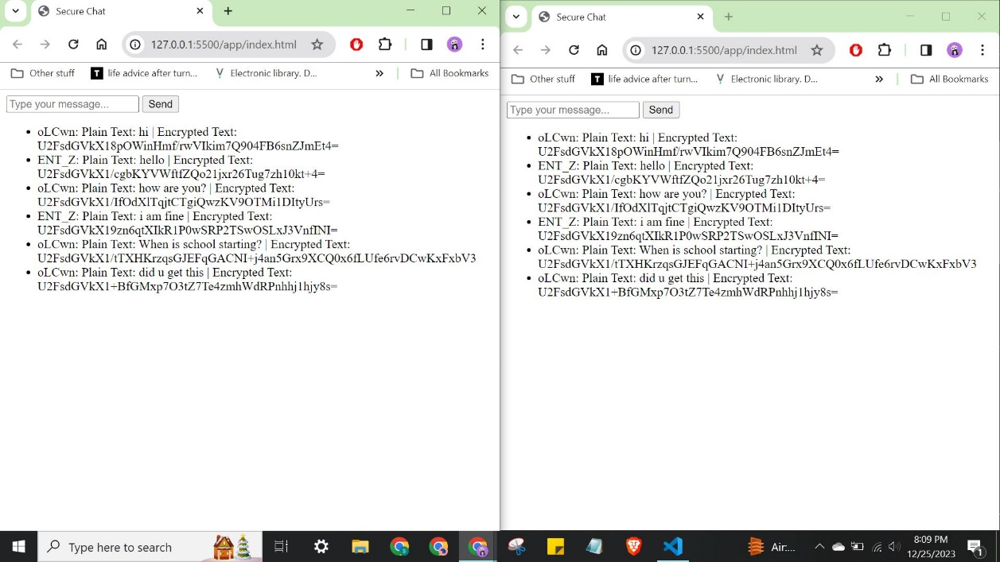 Secure Chat
127.0.0.1:5500/app/index.html
Other stuff
T
life advice after turn...
Electronic library. D...
»
All Bookmarks
Type your message...
Send
oLCwn: Plain Text: hi | Encrypted Text:
U2FsdGVkX18pOWinHmf/rwVIkim7Q904FB6snZJmEt4=
ENT_Z: Plain Text: hello | Encrypted Text:
U2FsdGVkX1/cgbKYVWftfZQo21jxr26Tug7zh10kt+4=
oLCwn: Plain Text: how are you? | Encrypted Text:
U2FsdGVkX1/IfOdXlTqjtCTgiQwzKV9OTMi1DItyUrs=
ENT_Z: Plain Text: i am fine | Encrypted Text:
U2FsdGVkX19zn6qtXIkR1P0wSRP2TSwOSLxJ3VnfINI=
oLCwn: Plain Text: When is school starting? | Encrypted Text:
U2FsdGVkX1/tTXHKrzqsGJEFqGACNI+j4an5Grx9XCQ0x6fLUfe6rvDCwKxFxbV3
oLCwn: Plain Text: did u get this | Encrypted Text:
U2FsdGVkX1+BfGMxp7O3tZ7Te4zmhWdRPnhhj1hjy8s=
Secure Chat
127.0.0.1:5500/app/index.html
Other stuff
T
life advice after turn...
Electronic library. D...
»
All Bookmarks
Type your message...
Send
oLCwn: Plain Text: hi | Encrypted Text:
U2FsdGVkX18pOWinHmf/rwVIkim7Q904FB6snZJmEt4=
ENT_Z: Plain Text: hello | Encrypted Text:
U2FsdGVkX1/cgbKYVWftfZQo21jxr26Tug7zh10kt+4=
oLCwn: Plain Text: how are you? | Encrypted Text:
U2FsdGVkX1/IfOdXlTqjtCTgiQwzKV9OTMi1DItyUrs=
ENT_Z: Plain Text: i am fine | Encrypted Text:
U2FsdGVkX19zn6qtXIkR1P0wSRP2TSwOSLxJ3VnfINI=
oLCwn: Plain Text: When is school starting? | Encrypted Text:
U2FsdGVkX1/tTXHKrzqsGJEFqGACNI+j4an5Grx9XCQ0x6fLUfe6rvDCwKxFxbV3
oLCwn: Plain Text: did u get this | Encrypted Text:
U2FsdGVkX1+BfGMxp7O3tZ7Te4zmhWdRPnhhj1hjy8s=
Type here to search
Air:...
8:09 PM
12/25/2023
1